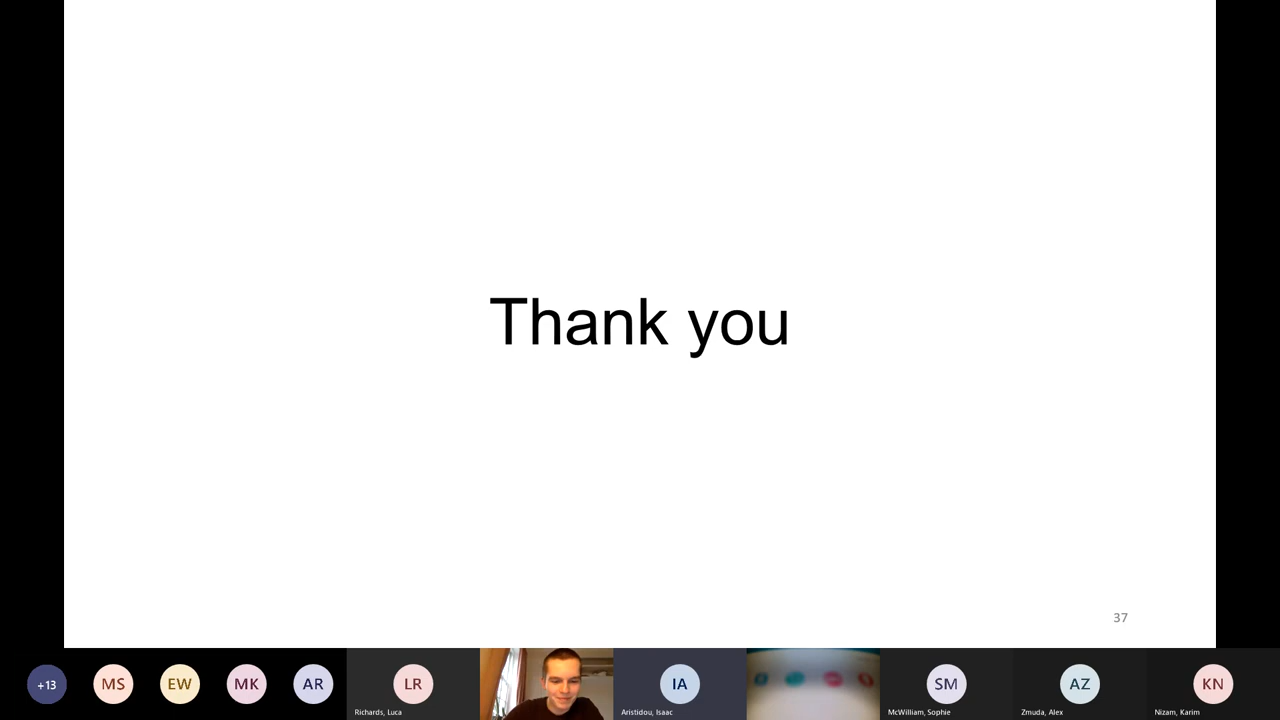 Thank you
37
+13
MS
EW
MK
AR
LR
Richards, Luca
IA
Aristidou, Isaac
SM
McWilliam, Sophie
AZ
Zmuda, Alex
KN
Nizam, Karim